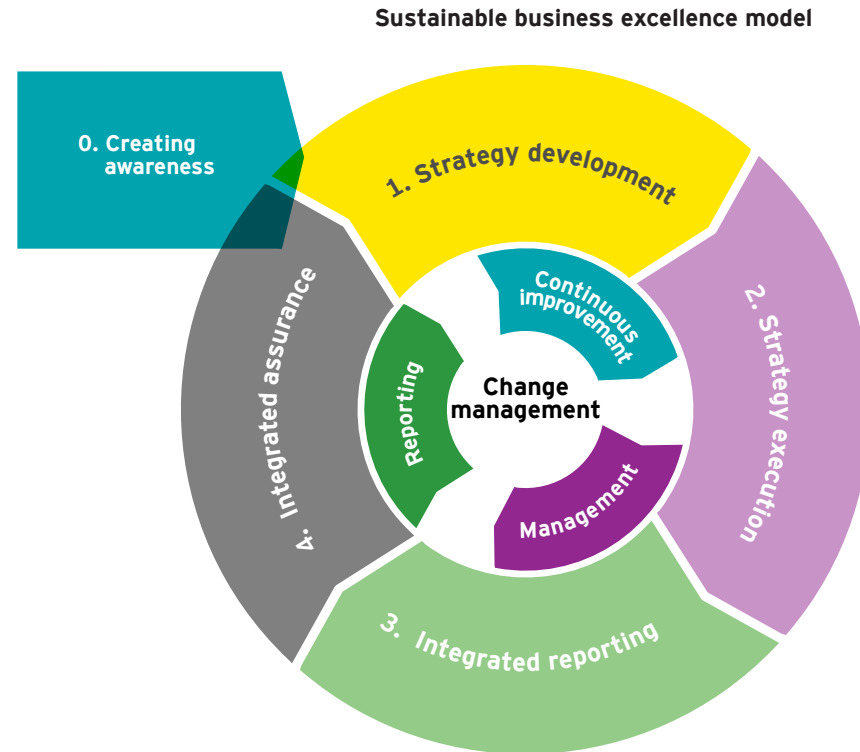 Sustainable business excellence model
0. Creating
awareness
1. Strategy development
2. Strategy execution
3. Integrated reporting
4. Integrated assurance
Continuous
improvement
Management
Reporting
Change
management